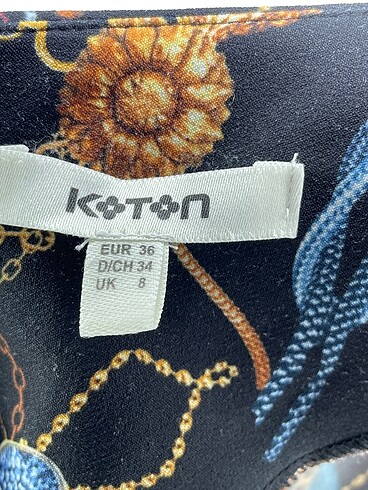 KOTON
EUR 36
D/CH 34
UK 8